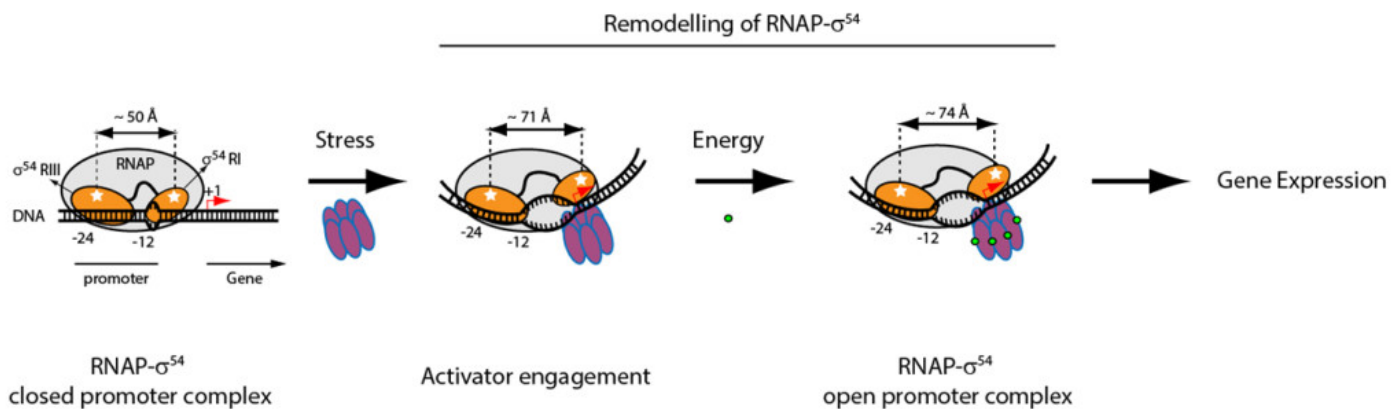 Remodelling of RNAP-σ⁵⁴
~ 50 Å
RNAP
σ⁵⁴ RIII
σ⁵⁴ RI
+1
DNA
-24
-12
promoter
Gene
Stress
~ 71 Å
-24
-12
Energy
~ 74 Å
-24
-12
Gene Expression
RNAP-σ⁵⁴
closed promoter complex
Activator engagement
RNAP-σ⁵⁴
open promoter complex